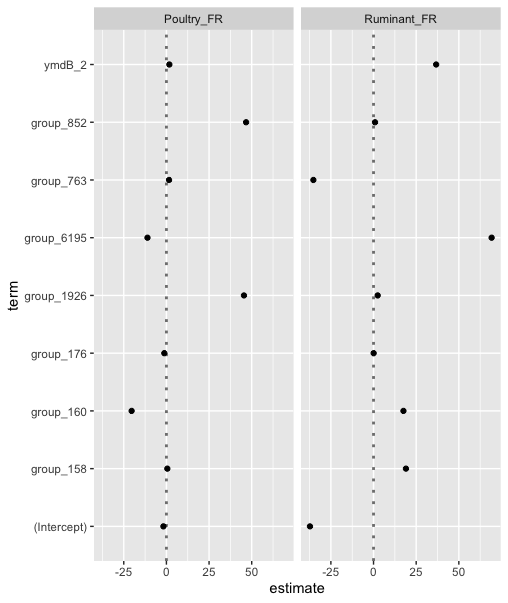 Poultry_FR Ruminant_FR
ymdB_2
group_852
group_763
group_6195
group_1926
group_176
group_160
group_158
(Intercept)
term
-25 0 25 50 -25 0 25 50
estimate